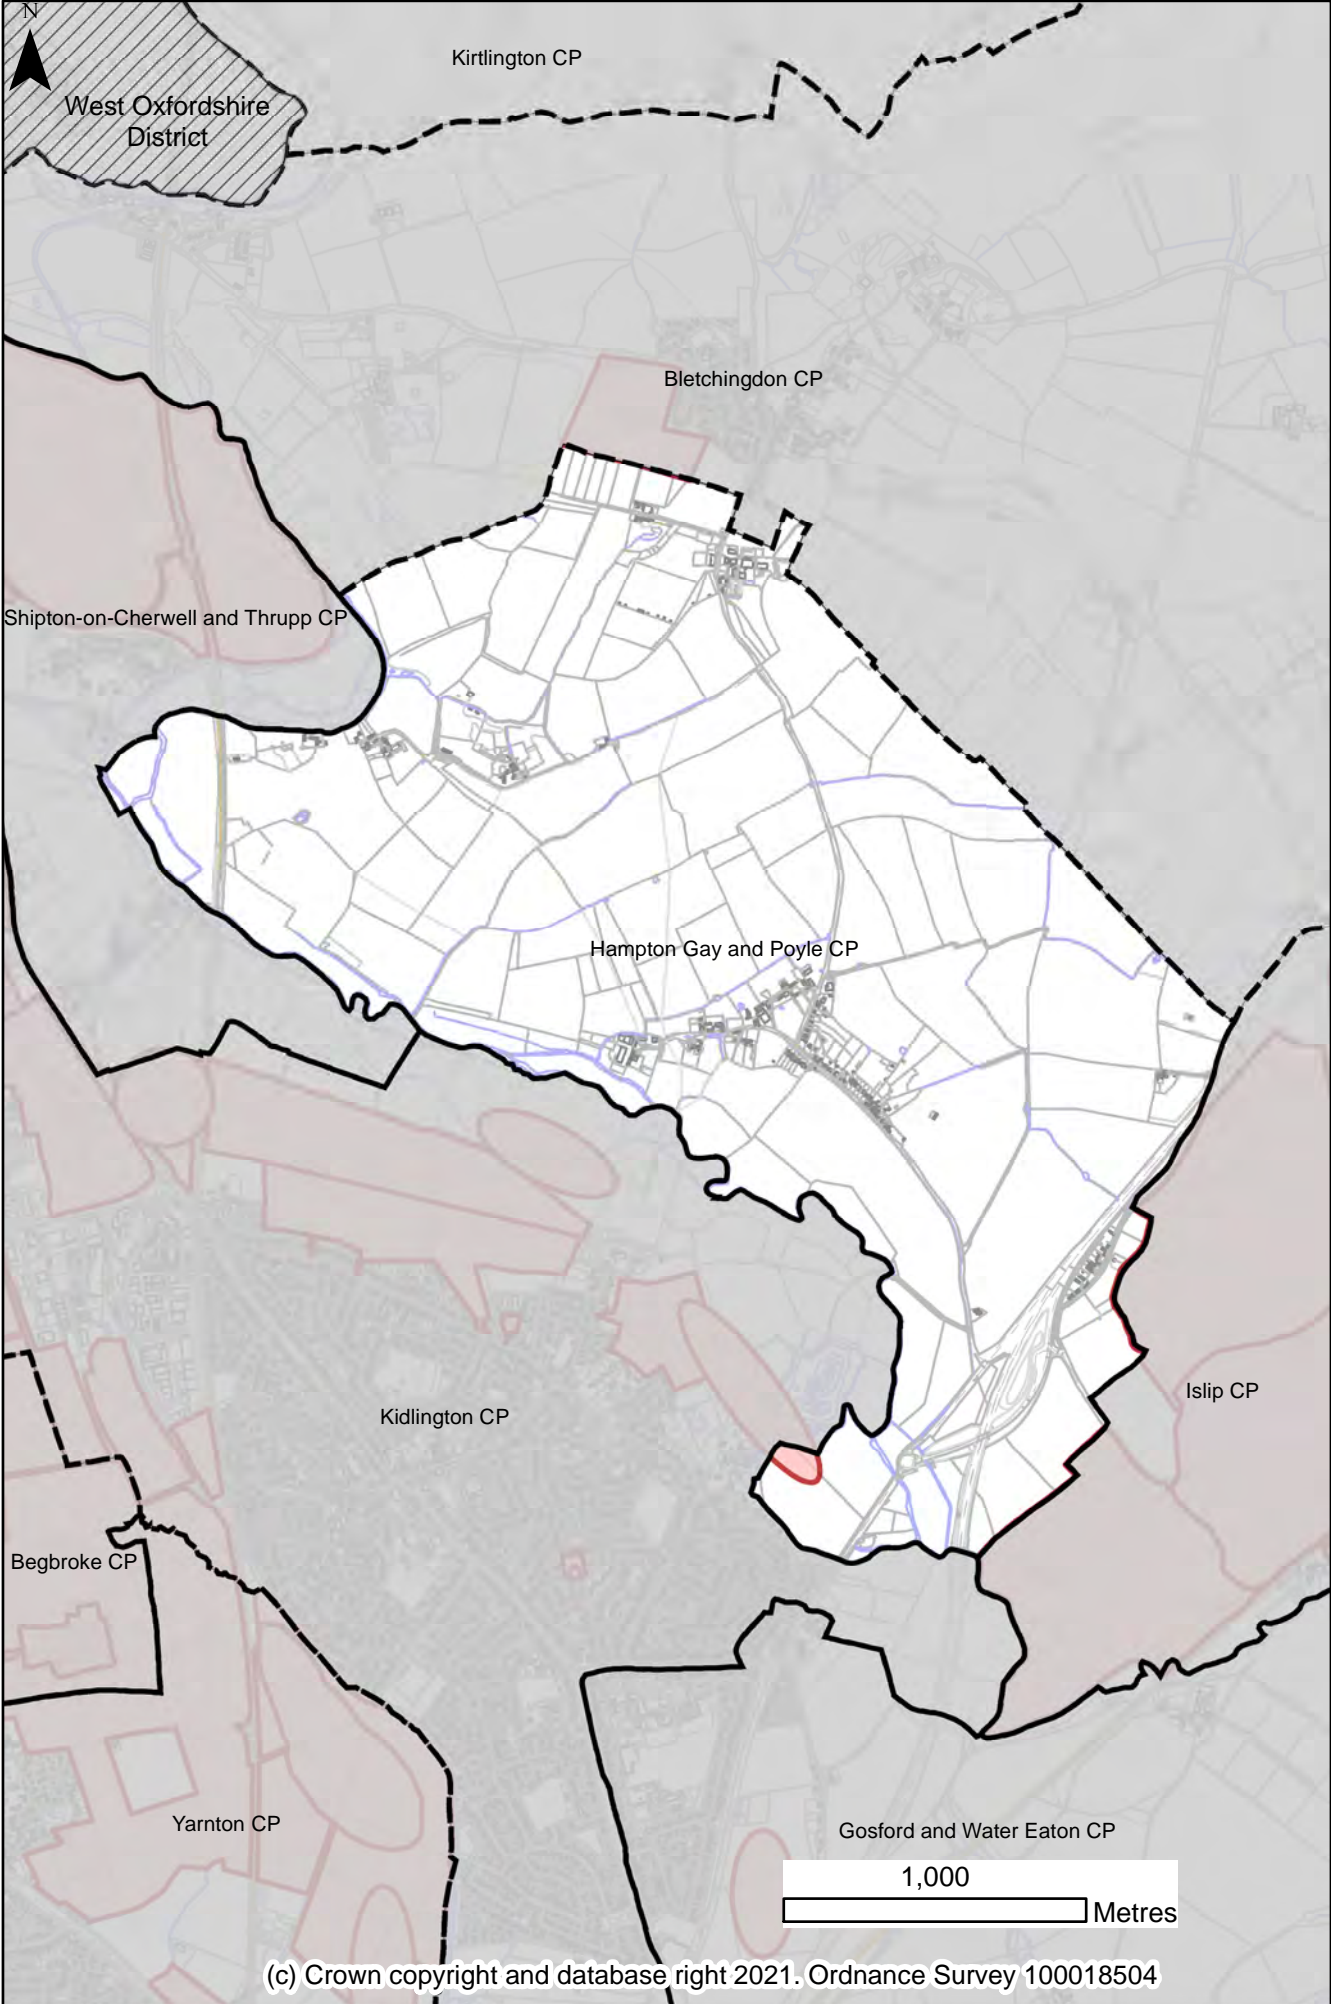 N
Kirtlington CP
West Oxfordshire
District
Bletchingdon CP
Shipton-on-Cherwell and Thrupp CP
Hampton Gay and Poyle CP
Islip CP
Kidlington CP
Begbroke CP
Yarnton CP
Gosford and Water Eaton CP
1,000
Metres
(c) Crown copyright and database right 2021. Ordnance Survey 100018504